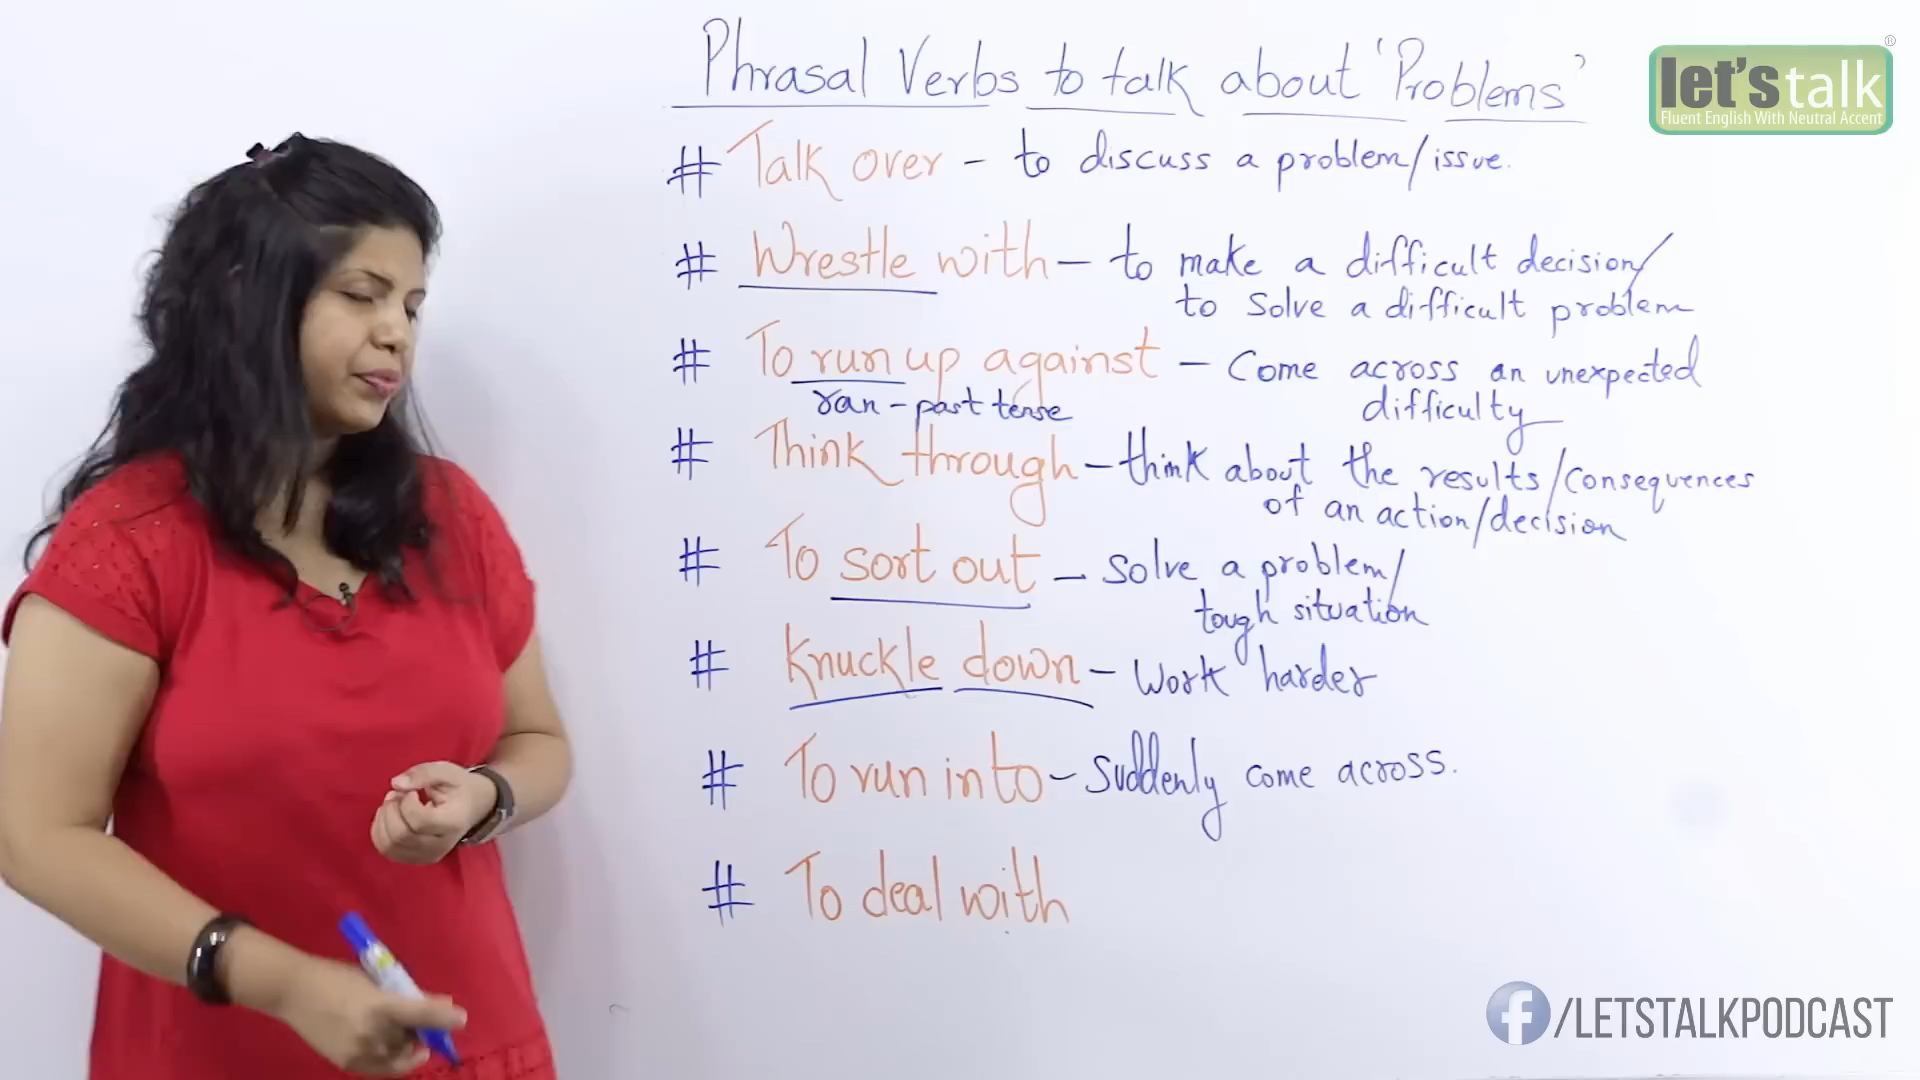 Phrasal Verbs to talk about 'Problems'
let's talk ®
Fluent English With Neutral Accent
# Talk over - to discuss a problem/issue.
# Wrestle with - to make a difficult decision/
to solve a difficult problem
# To run up against - Come across an unexpected
ran - past tense
difficulty
# Think through - think about the results/consequences
of an action/decision
# To sort out - Solve a problem/
tough situation
# Knuckle down - Work harder
# To run into - Suddenly come across.
# To deal with
f/LETSTALKPODCAST